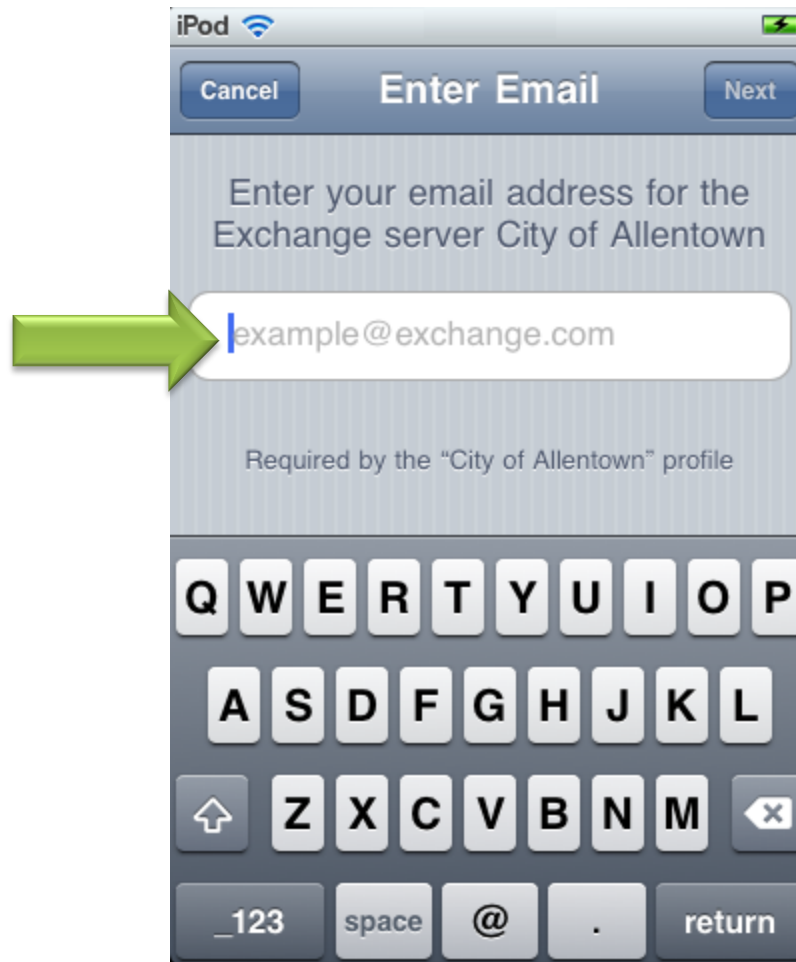 iPod
Cancel Enter Email Next
Enter your email address for the
Exchange server City of Allentown
example@exchange.com
Required by the “City of Allentown” profile
Q W E R T Y U I O P
A S D F G H J K L
Z X C V B N M
_123 space @ . return